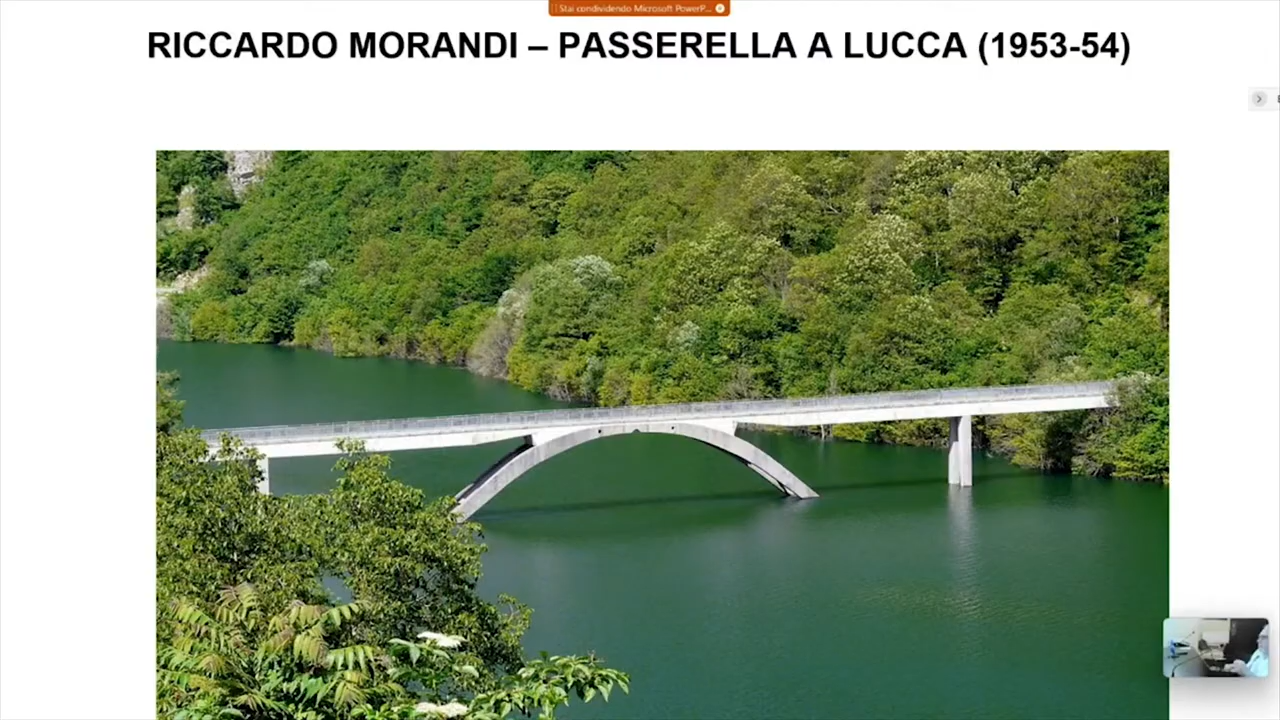 Stai condividendo Microsoft PowerP...
RICCARDO MORANDI – PASSERELLA A LUCCA (1953-54)